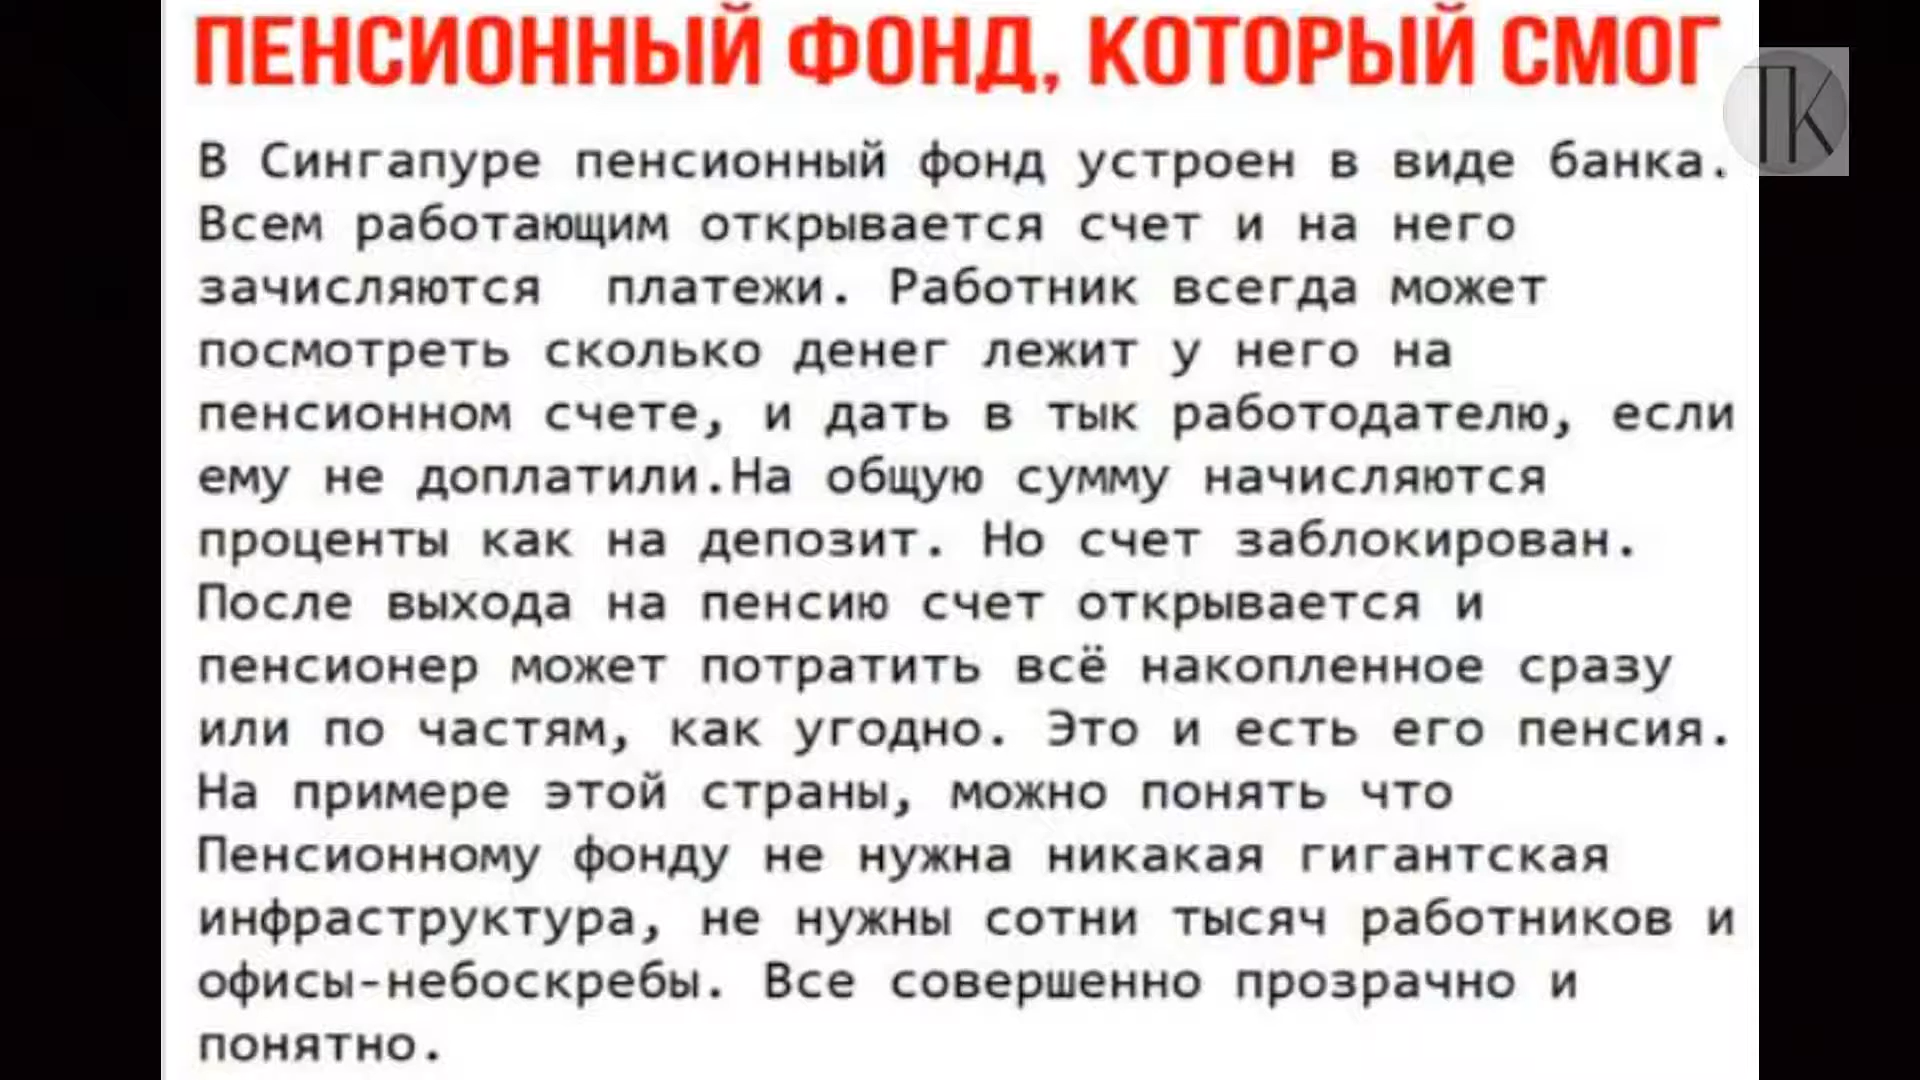 ПЕНСИОННЫЙ ФОНД, КОТОРЫЙ СМОГ
ПК
В Сингапуре пенсионный фонд устроен в виде банка.
Всем работающим открывается счет и на него
зачисляются платежи. Работник всегда может
посмотреть сколько денег лежит у него на
пенсионном счете, и дать в тык работодателю, если
ему не доплатили.На общую сумму начисляются
проценты как на депозит. Но счет заблокирован.
После выхода на пенсию счет открывается и
пенсионер может потратить всё накопленное сразу
или по частям, как угодно. Это и есть его пенсия.
На примере этой страны, можно понять что
Пенсионному фонду не нужна никакая гигантская
инфраструктура, не нужны сотни тысяч работников и
офисы-небоскребы. Все совершенно прозрачно и
понятно.